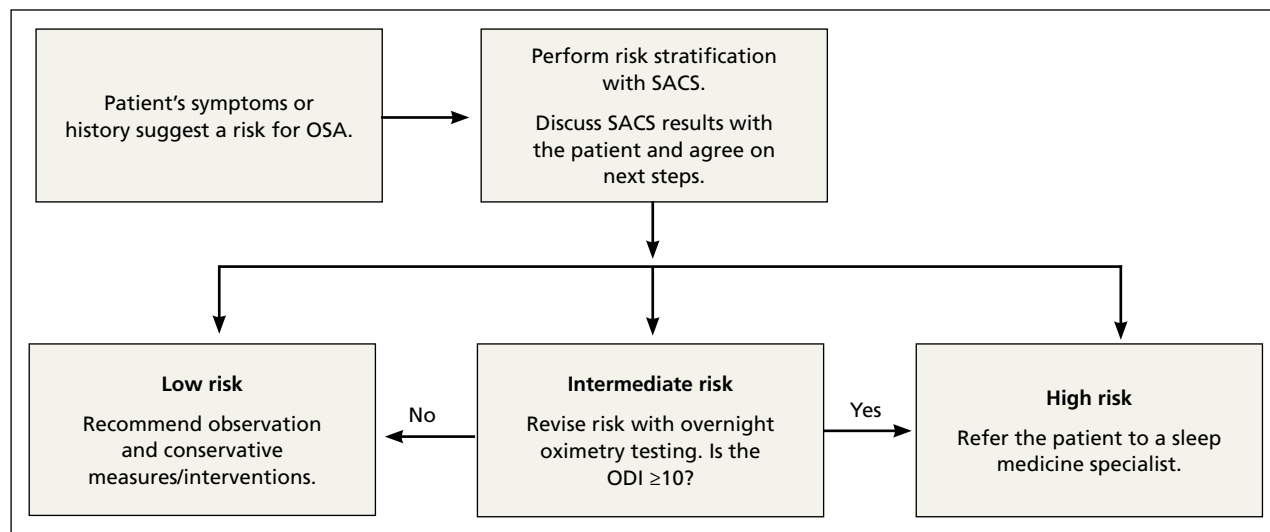 Patient's symptoms or
history suggest a risk for OSA.
Perform risk stratification
with SACS.
Discuss SACS results with
the patient and agree on
next steps.
Low risk
Recommend observation
and conservative
measures/interventions.
No
Intermediate risk
Revise risk with overnight
oximetry testing. Is the
ODI ≥10?
Yes
High risk
Refer the patient to a sleep
medicine specialist.